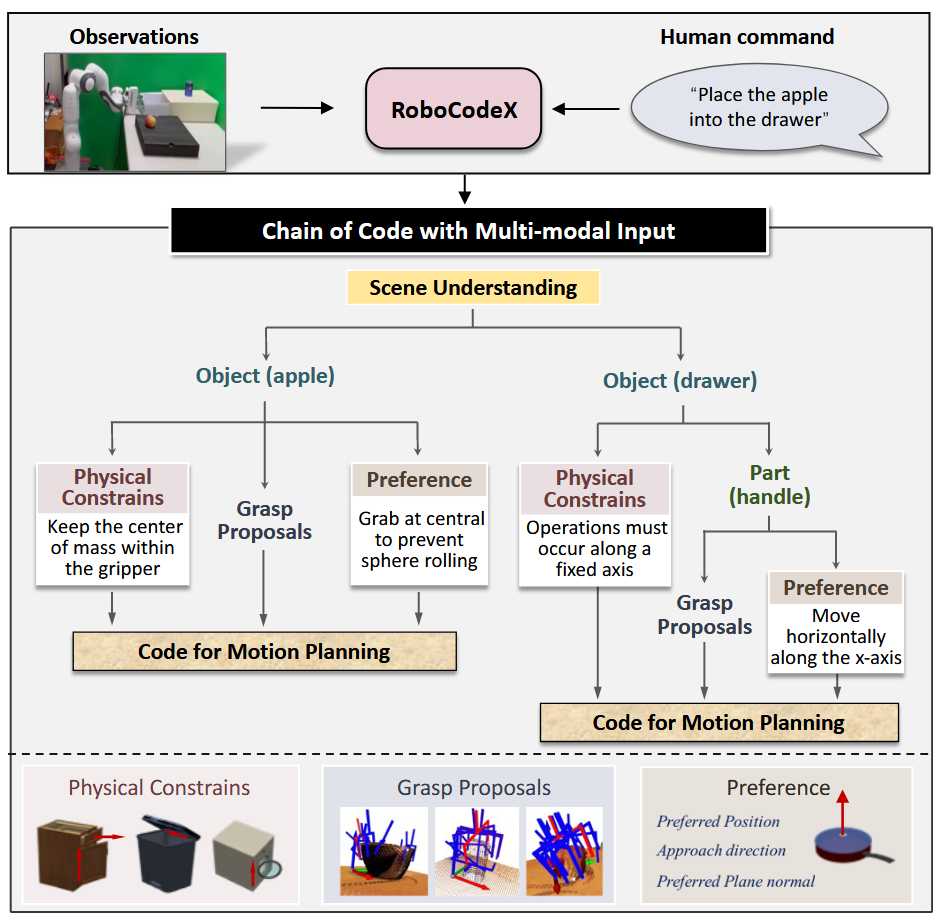 Observations
Human command
RoboCodeX
“Place the apple
into the drawer”
Chain of Code with Multi-modal Input
Scene Understanding
Object (apple)
Object (drawer)
Physical
Constrains
Keep the center
of mass within
the gripper
Grasp
Proposals
Preference
Grab at central
to prevent
sphere rolling
Code for Motion Planning
Physical
Constrains
Operations must
occur along a
fixed axis
Part
(handle)
Grasp
Proposals
Preference
Move
horizontally
along the x-axis
Code for Motion Planning
Physical Constrains
Grasp Proposals
Preference
Preferred Position
Approach direction
Preferred Plane normal